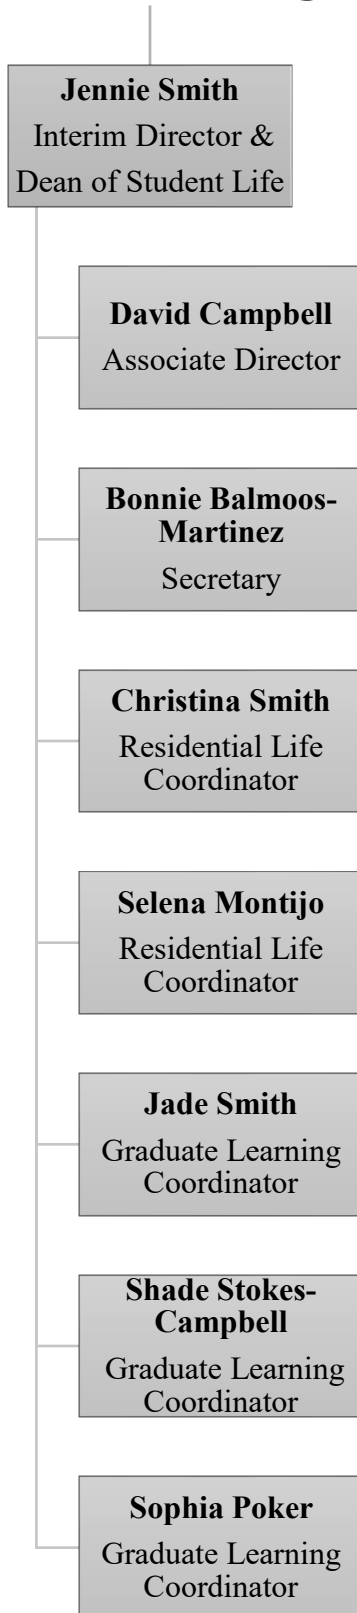 Jennie Smith
Interim Director &
Dean of Student Life
David Campbell
Associate Director
Bonnie Balmoos-
Martinez
Secretary
Christina Smith
Residential Life
Coordinator
Selena Montijo
Residential Life
Coordinator
Jade Smith
Graduate Learning
Coordinator
Shade Stokes-
Campbell
Graduate Learning
Coordinator
Sophia Poker
Graduate Learning
Coordinator